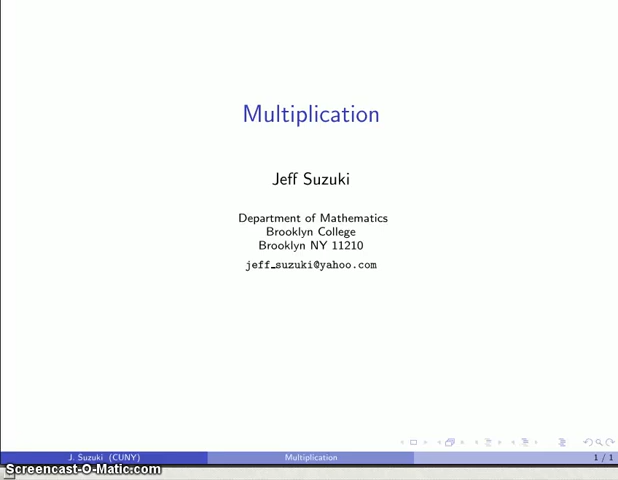 Multiplication
Jeff Suzuki
Department of Mathematics
Brooklyn College
Brooklyn NY 11210
jeff_suzuki@yahoo.com
J. Suzuki (CUNY)
Multiplication
1 / 1
Screencast-O-Matic.com